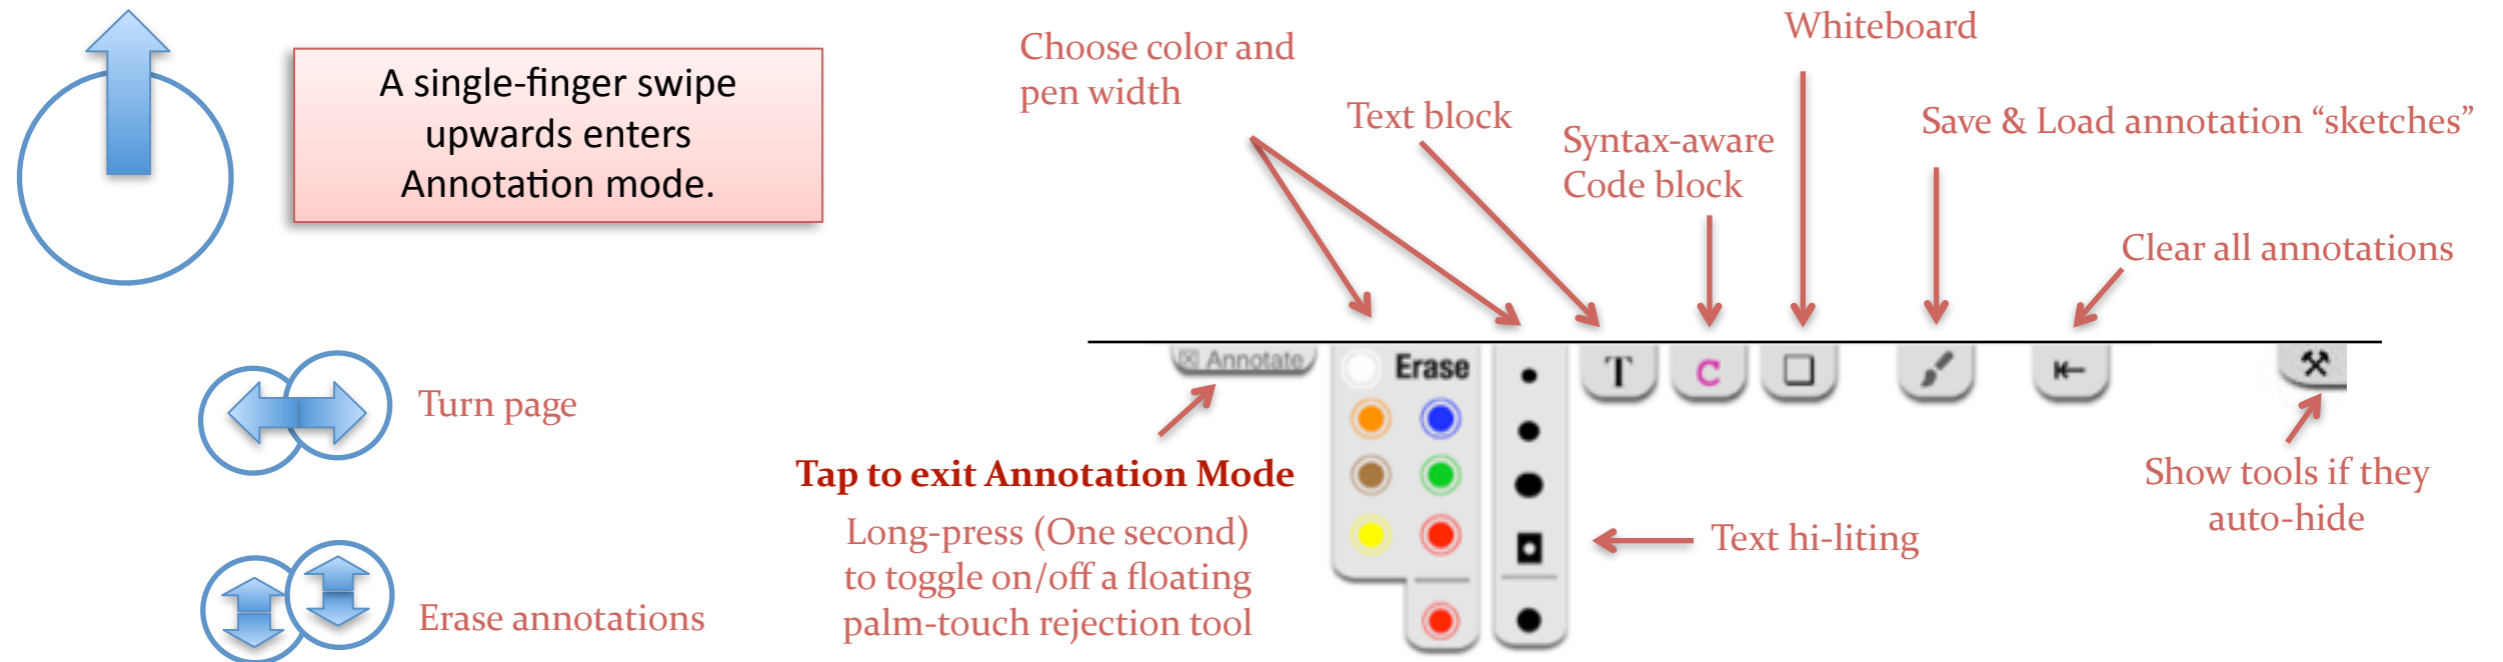 A single-finger swipe
upwards enters
Annotation mode.
Turn page
Erase annotations
Choose color and
pen width
Text block
Syntax-aware
Code block
Whiteboard
Save & Load annotation “sketches”
Clear all annotations
Annotate
Erase
T
C
Tap to exit Annotation Mode
Long-press (One second)
to toggle on/off a floating
palm-touch rejection tool
Text hi-liting
Show tools if they
auto-hide